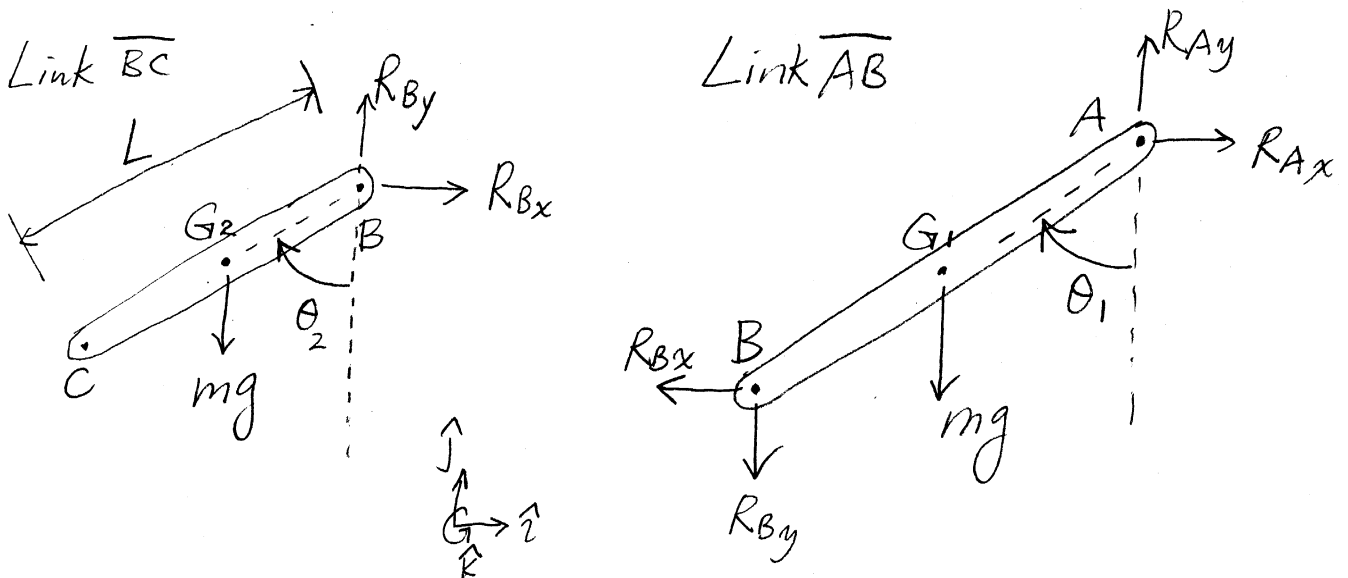 Link BC
L
R_By
R_Bx
G2
B
θ2
C
mg
ĵ
î
k̂
Link AB
R_Ay
A
R_Ax
G1
θ1
B
R_Bx
mg
R_By